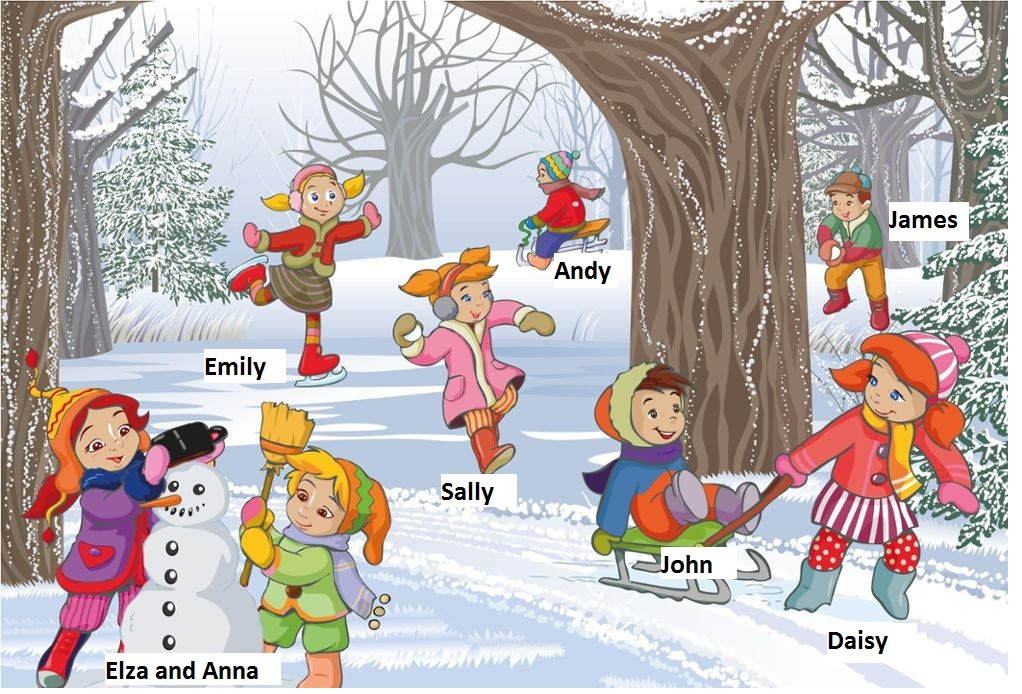 James
Andy
Emily
Sally
John
Daisy
Elza and Anna